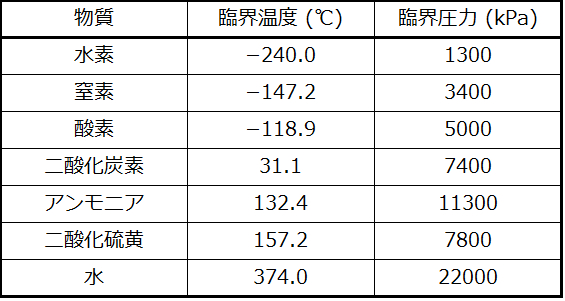 物質 臨界温度 (℃) 臨界圧力 (kPa)
水素 −240.0 1300
窒素 −147.2 3400
酸素 −118.9 5000
二酸化炭素 31.1 7400
アンモニア 132.4 11300
二酸化硫黄 157.2 7800
水 374.0 22000